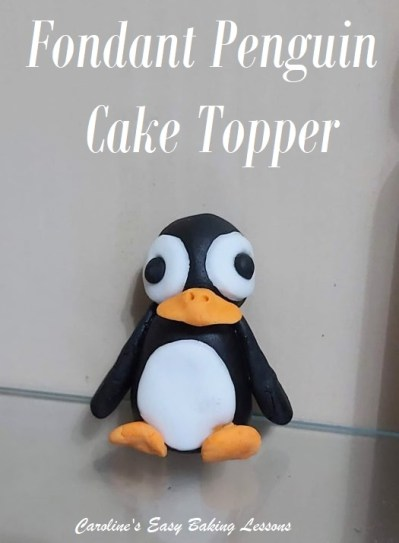 Fondant Penguin
Cake Topper
Caroline's Easy Baking Lessons